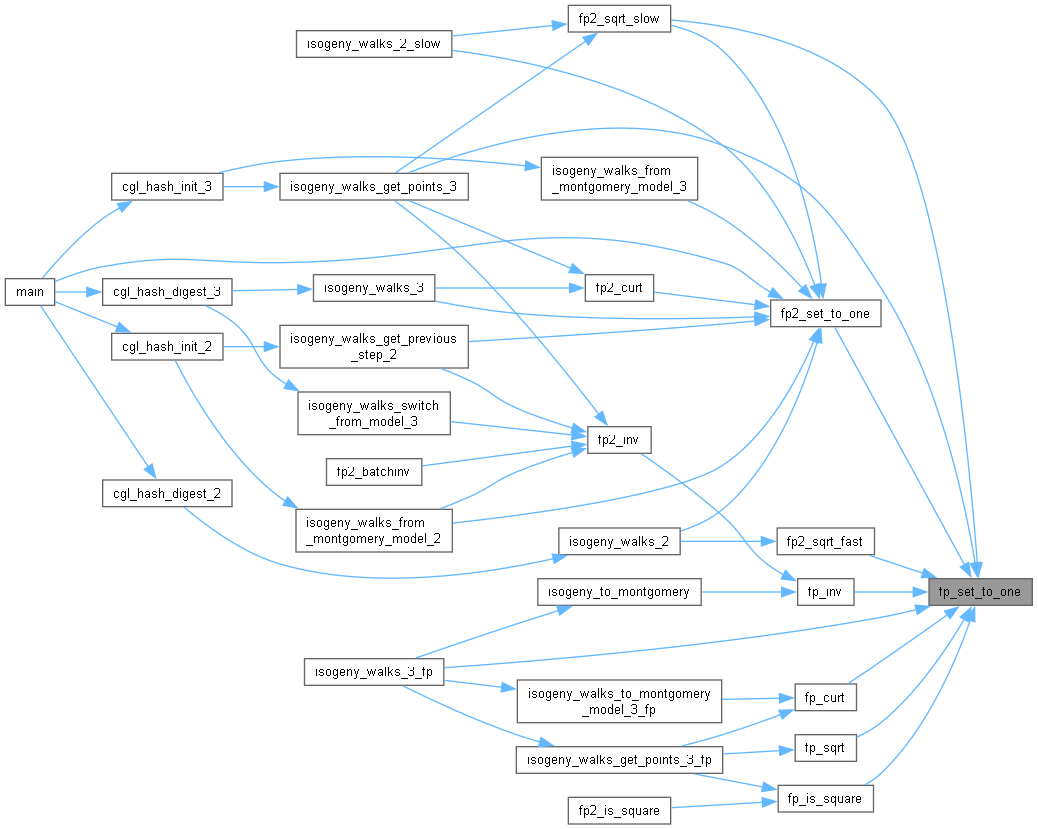 fp2_sqrt_slow
isogeny_walks_2_slow
isogeny_walks_from
_montgomery_model_3
cgl_hash_init_3
isogeny_walks_get_points_3
main
cgl_hash_digest_3
isogeny_walks_3
fp2_curt
fp2_set_to_one
cgl_hash_init_2
isogeny_walks_get_previous
_step_2
isogeny_walks_switch
_from_model_3
fp2_inv
fp2_batchinv
cgl_hash_digest_2
isogeny_walks_from
_montgomery_model_2
isogeny_walks_2
fp2_sqrt_fast
isogeny_to_montgomery
fp_inv
fp_set_to_one
isogeny_walks_3_fp
isogeny_walks_to_montgomery
_model_3_fp
fp_curt
fp_sqrt
isogeny_walks_get_points_3_fp
fp_is_square
fp2_is_square